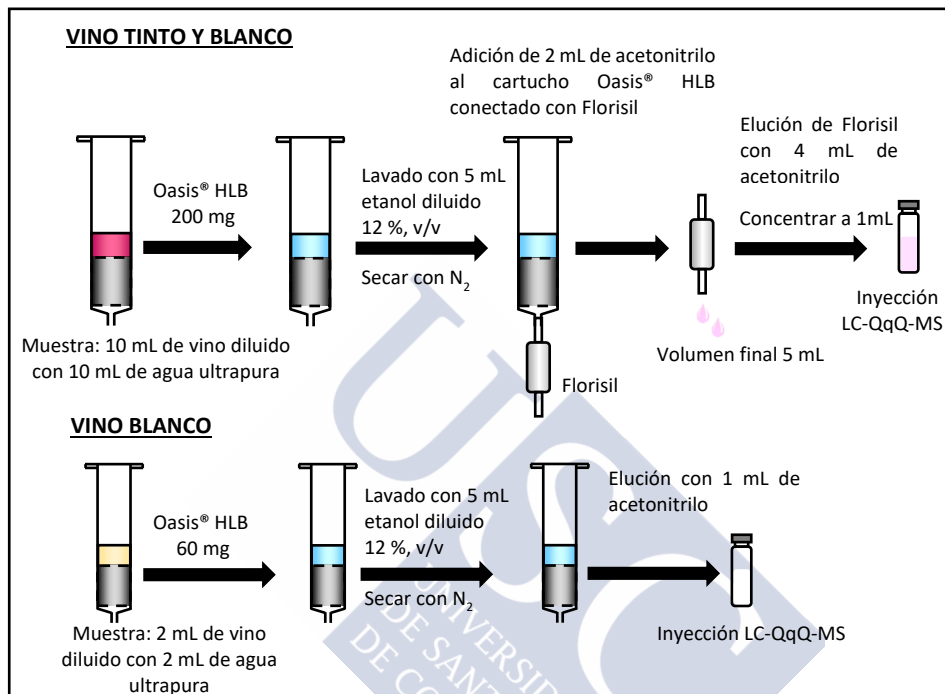 VINO TINTO Y BLANCO
Adición de 2 mL de acetonitrilo
al cartucho Oasis® HLB
conectado con Florisil
Elución de Florisil
con 4 mL de
acetonitrilo
Oasis® HLB
200 mg
Lavado con 5 mL
etanol diluido
12 %, v/v
Secar con N₂
Concentrar a 1mL
Inyección
LC-QqQ-MS
Muestra: 10 mL de vino diluido
con 10 mL de agua ultrapura
Florisil
Volumen final 5 mL
VINO BLANCO
Oasis® HLB
60 mg
Lavado con 5 mL
etanol diluido
12 %, v/v
Secar con N₂
Elución con 1 mL de
acetonitrilo
Inyección LC-QqQ-MS
Muestra: 2 mL de vino
diluido con 2 mL de agua
ultrapura
USC